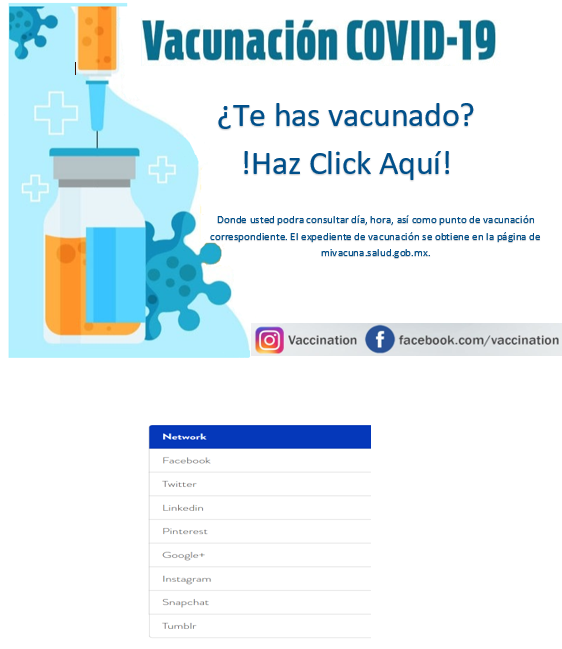 Vacunación COVID-19
¿Te has vacunado?
!Haz Click Aquí!
Donde usted podra consultar día, hora, así como punto de vacunación
correspondiente. El expediente de vacunación se obtiene en la página de
mivacuna.salud.gob.mx.
Vaccination facebook.com/vaccination
Network
Facebook
Twitter
Linkedin
Pinterest
Google+
Instagram
Snapchat
Tumblr